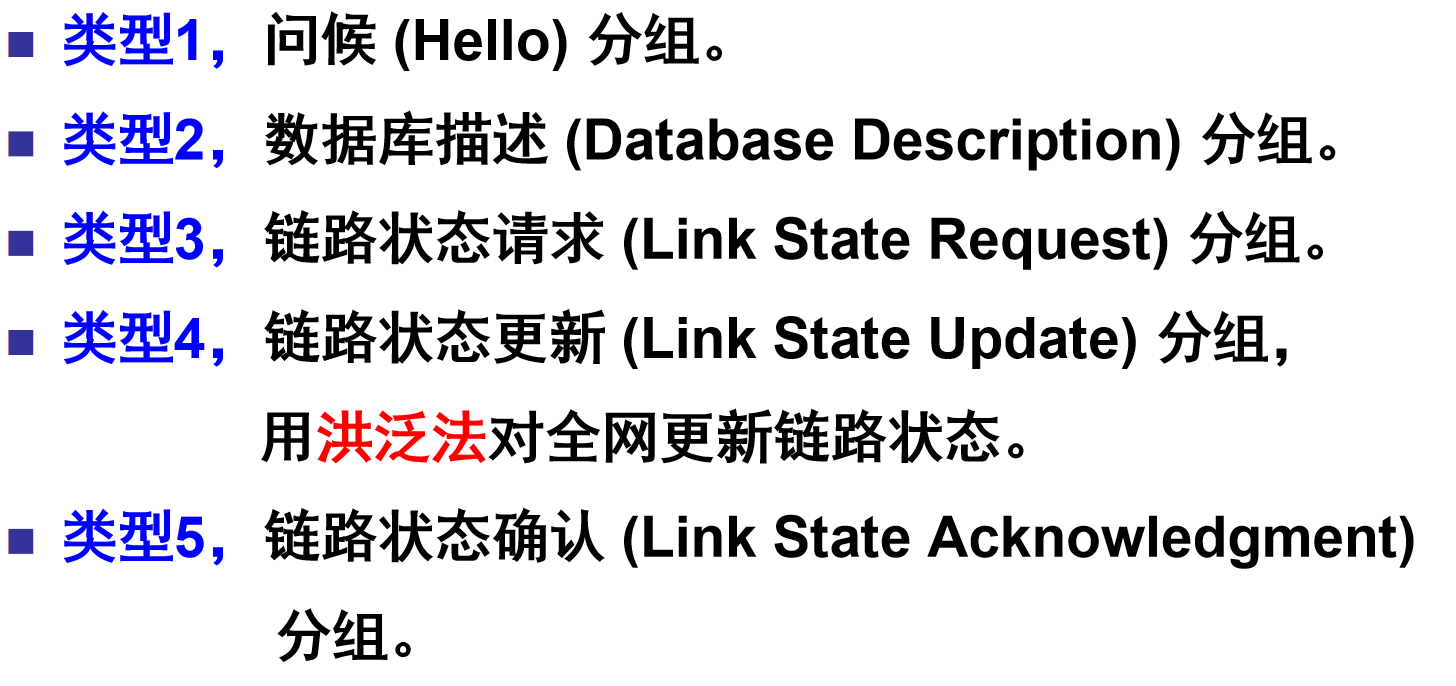 ■ 类型1，问候 (Hello) 分组。
■ 类型2，数据库描述 (Database Description) 分组。
■ 类型3，链路状态请求 (Link State Request) 分组。
■ 类型4，链路状态更新 (Link State Update) 分组，
用洪泛法对全网更新链路状态。
■ 类型5，链路状态确认 (Link State Acknowledgment)
分组。